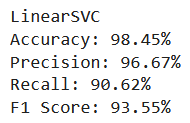 LinearSVC
Accuracy: 98.45%
Precision: 96.67%
Recall: 90.62%
F1 Score: 93.55%